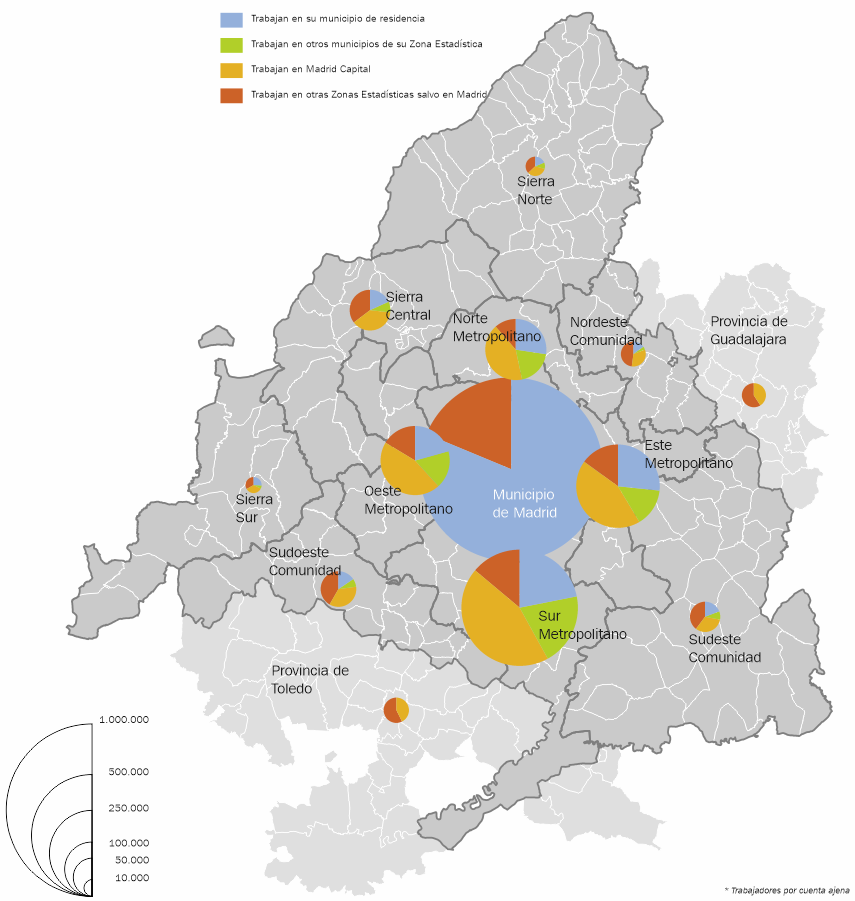 Trabajan en su municipio de residencia
Trabajan en otros municipios de su Zona Estadística
Trabajan en Madrid Capital
Trabajan en otras Zonas Estadísticas salvo en Madrid
Sierra
Norte
Sierra
Central
Norte
Metropolitano
Nordeste
Comunidad
Provincia de
Guadalajara
Este
Metropolitano
Oeste
Metropolitano
Municipio
de Madrid
Sierra
Sur
Sudoeste
Comunidad
Sur
Metropolitano
Sudeste
Comunidad
Provincia de
Toledo
1.000.000
500.000
250.000
100.000
50.000
10.000
* Trabajadores por cuenta ajena